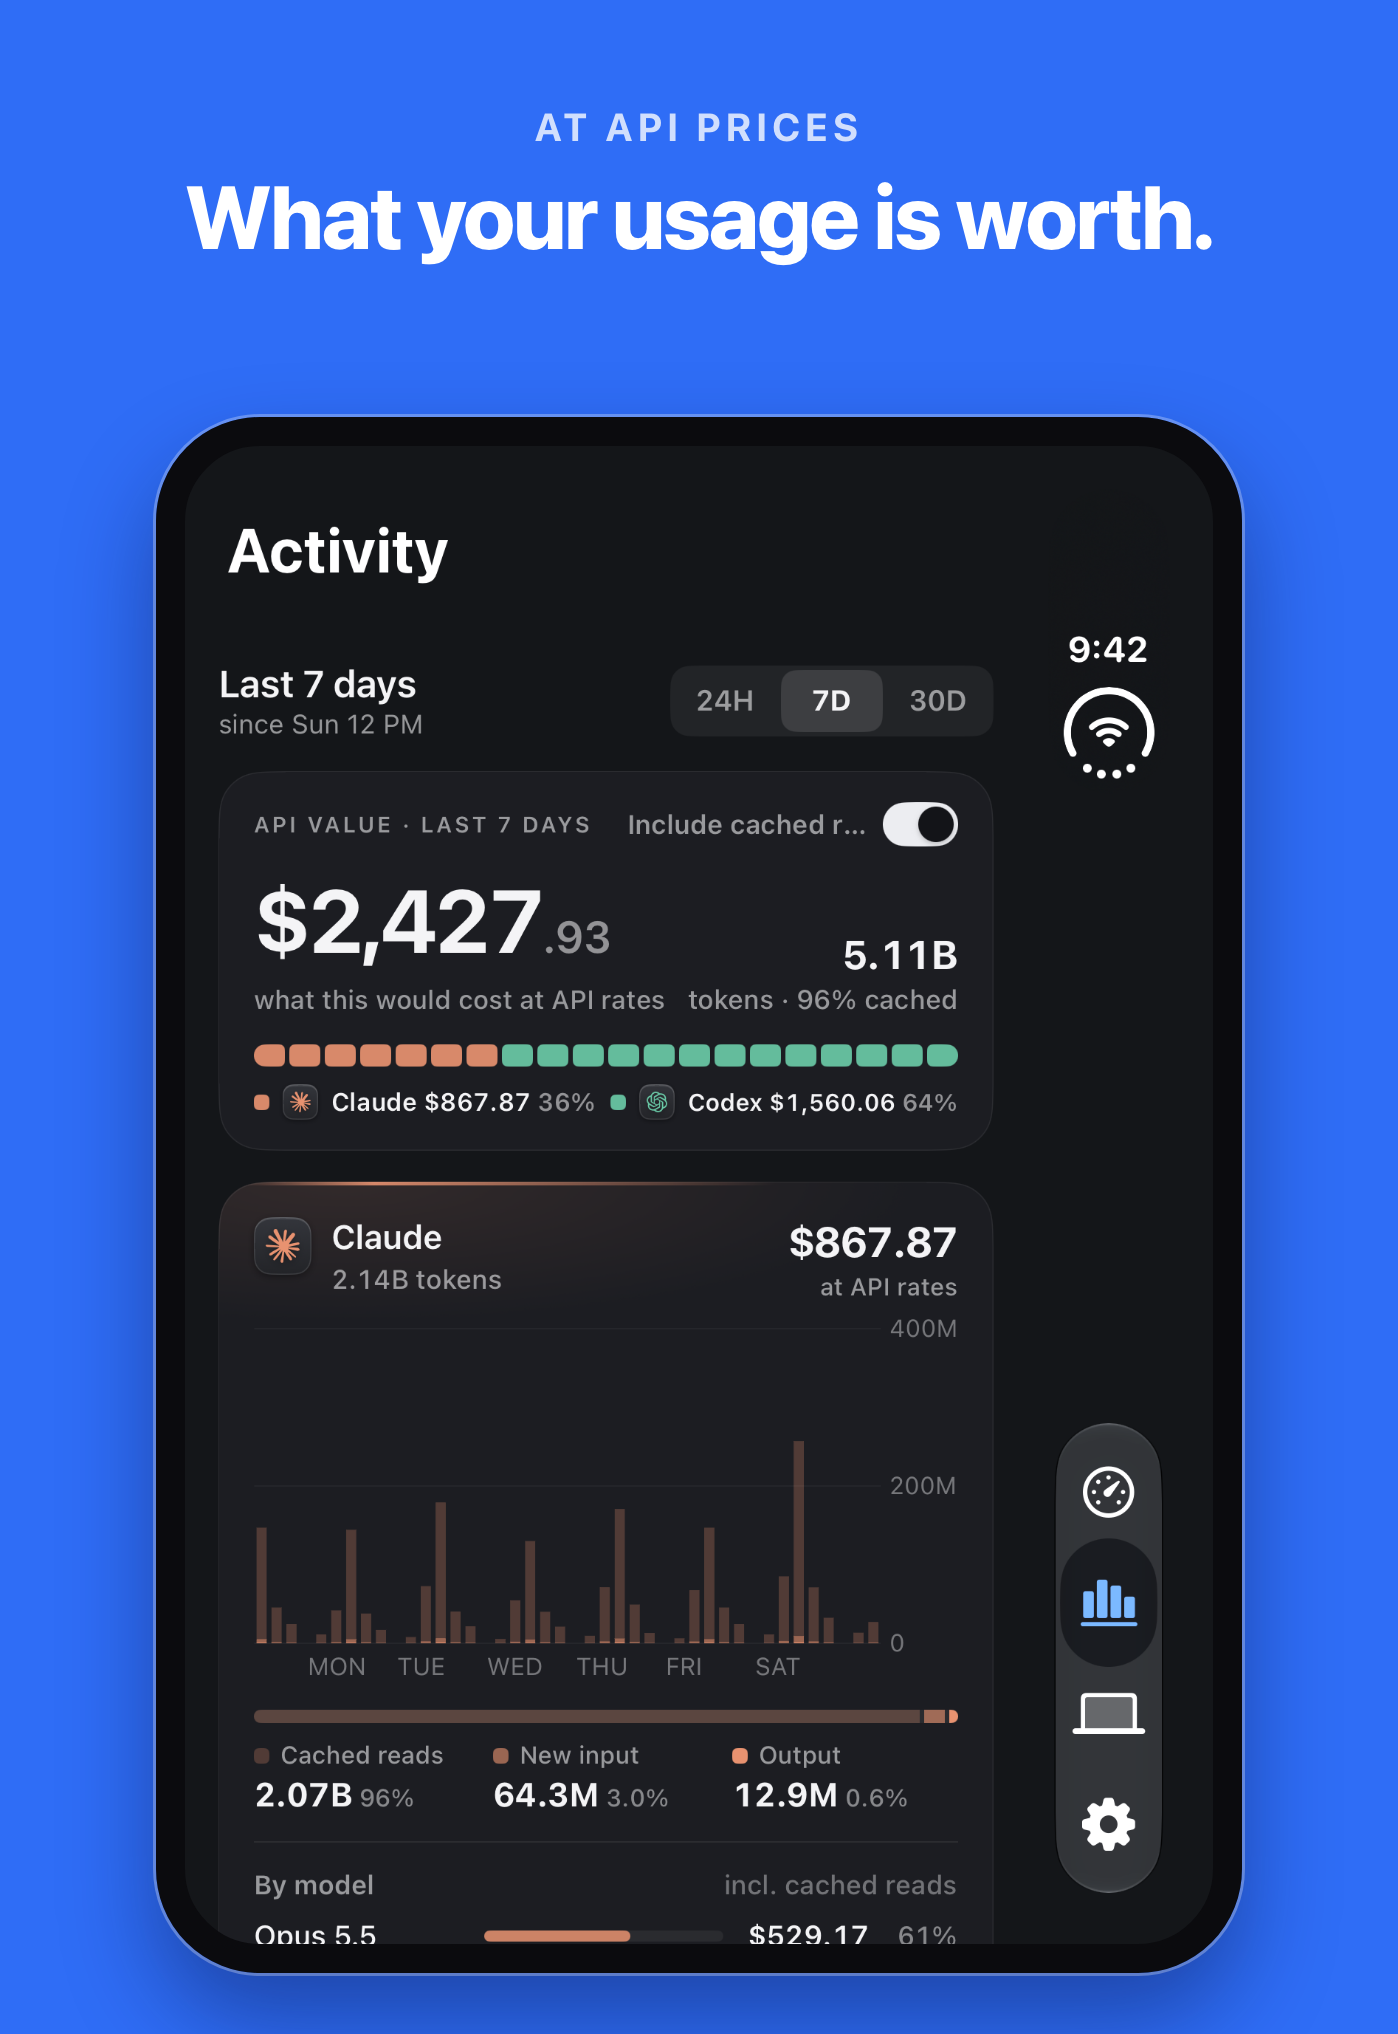 AT API PRICES
What your usage is worth.
Activity
9:42
Last 7 days
since Sun 12 PM
24H 7D 30D
API VALUE · LAST 7 DAYS Include cached r...
$2,427.93
5.11B
what this would cost at API rates tokens · 96% cached
Claude $867.87 36% Codex $1,560.06 64%
Claude $867.87
2.14B tokens at API rates
400M
200M
0
MON TUE WED THU FRI SAT
Cached reads New input Output
2.07B 96% 64.3M 3.0% 12.9M 0.6%
By model incl. cached reads
Opus 5.5 $529.17 61%